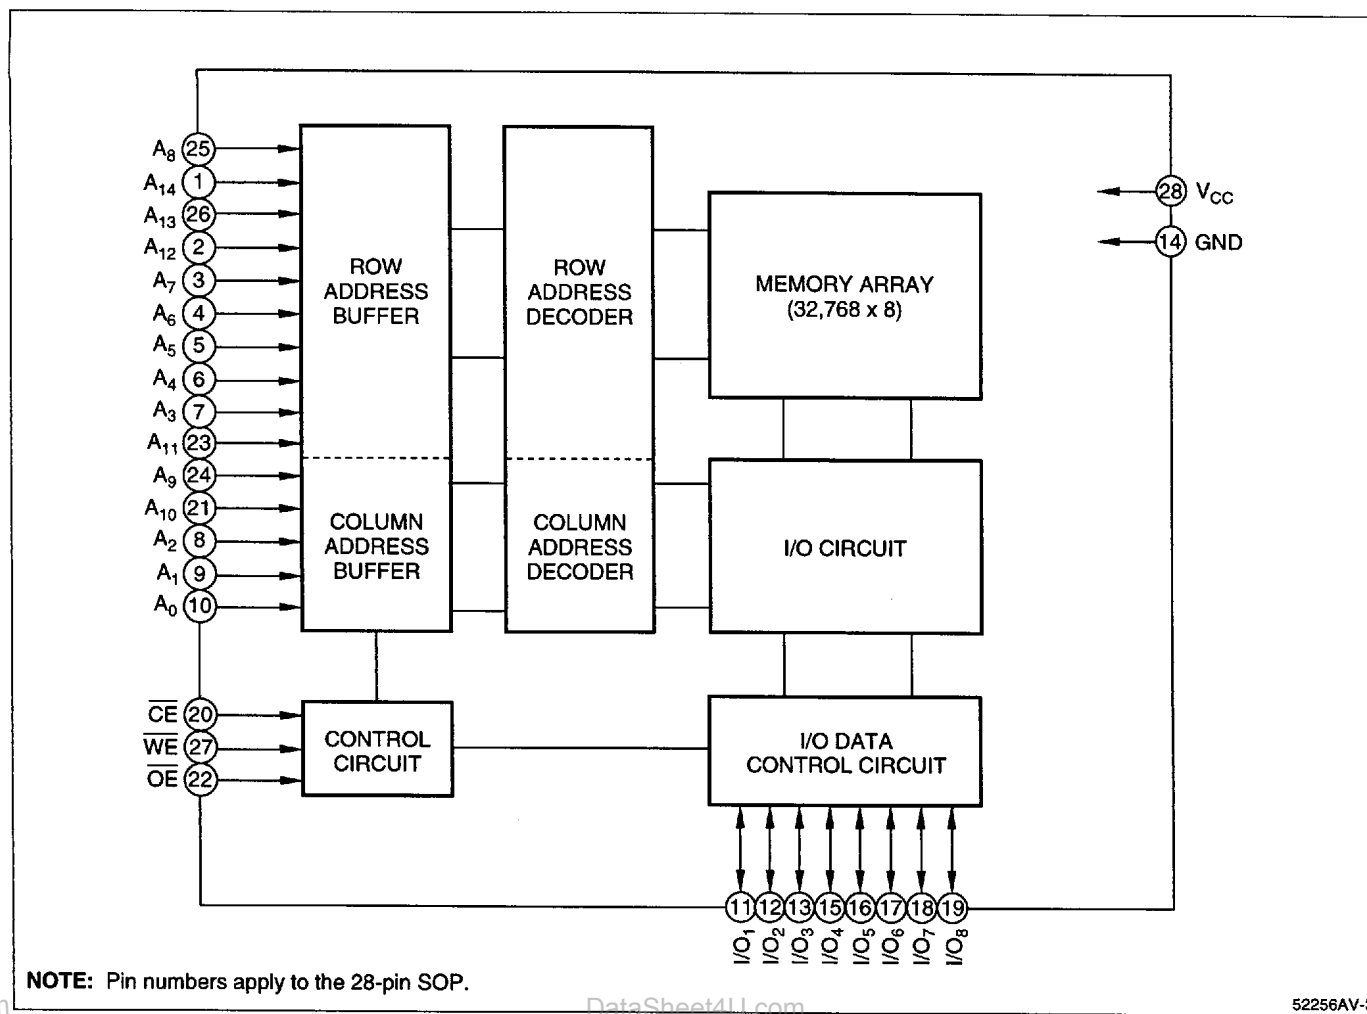 A8 25
A14 1
A13 26
A12 2
A7 3
A6 4
A5 5
A4 6
A3 7
A11 23
A9 24
A10 21
A2 8
A1 9
A0 10
CE 20
WE 27
OE 22
ROW
ADDRESS
BUFFER
COLUMN
ADDRESS
BUFFER
CONTROL
CIRCUIT
ROW
ADDRESS
DECODER
COLUMN
ADDRESS
DECODER
MEMORY ARRAY
(32,768 x 8)
I/O CIRCUIT
I/O DATA
CONTROL CIRCUIT
28 VCC
14 GND
11 12 13 15 16 17 18 19
I/O1 I/O2 I/O3 I/O4 I/O5 I/O6 I/O7 I/O8
NOTE: Pin numbers apply to the 28-pin SOP.
DataSheet4U.com